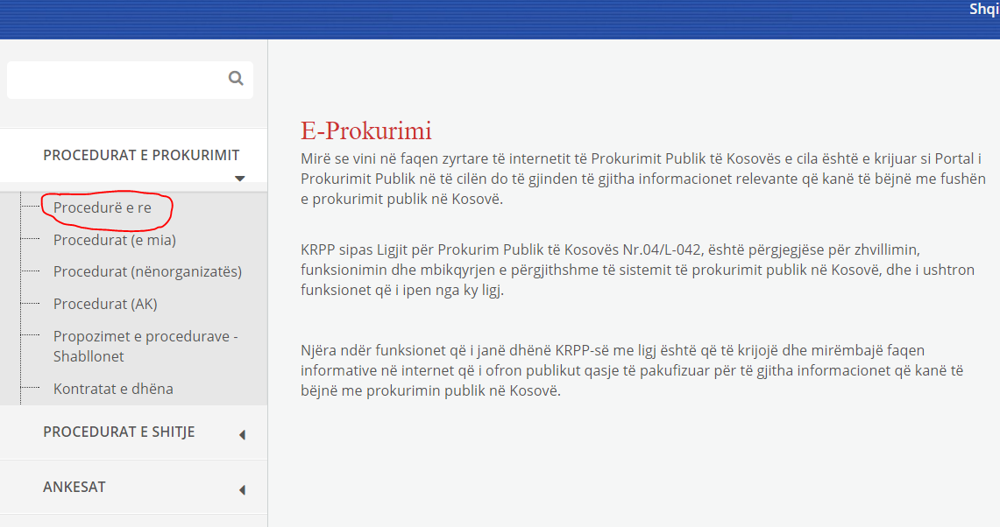 Shqi
PROCEDURAT E PROKURIMIT
Procedurë e re
Procedurat (e mia)
Procedurat (nënorganizatës)
Procedurat (AK)
Propozimet e procedurave -
Shabllonet
Kontratat e dhëna
PROCEDURAT E SHITJE
ANKESAT
E-Prokurimi
Mirë se vini në faqen zyrtare të internetit të Prokurimit Publik të Kosovës e cila është e krijuar si Portal i
Prokurimit Publik në të cilën do të gjinden të gjitha informacionet relevante që kanë të bëjnë me fushën
e prokurimit publik në Kosovë.
KRPP sipas Ligjit për Prokurim Publik të Kosovës Nr.04/L-042, është përgjegjëse për zhvillimin,
funksionimin dhe mbikqyrjen e përgjithshme të sistemit të prokurimit publik në Kosovë, dhe i ushtron
funksionet që i ipen nga ky ligj.
Njëra ndër funksionet që i janë dhënë KRPP-së me ligj është që të krijojë dhe mirëmbajë faqen
informative në internet që i ofron publikut qasje të pakufizuar për të gjitha informacionet që kanë të
bëjnë me prokurimin publik në Kosovë.